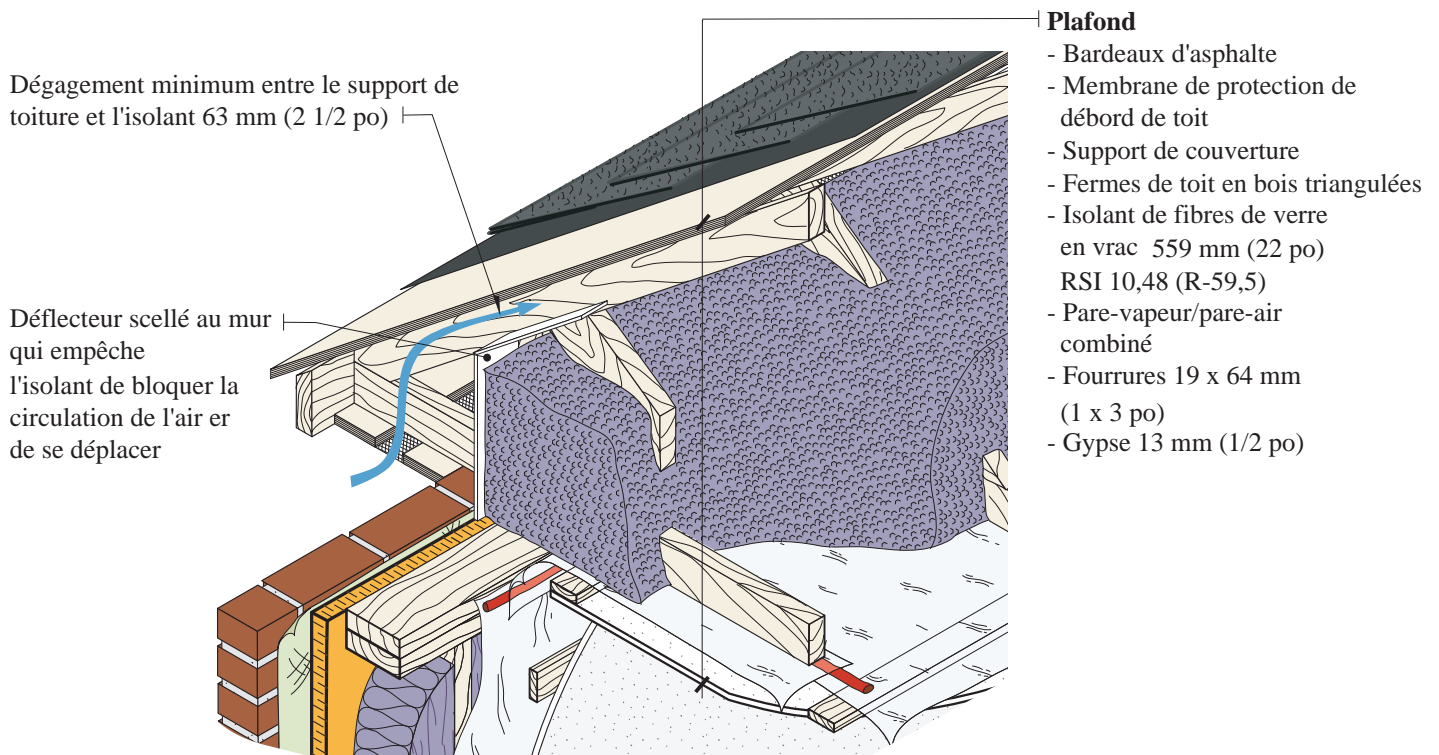 Dégagement minimum entre le support de
toiture et l'isolant 63 mm (2 1/2 po)
Déflecteur scellé au mur
qui empêche
l'isolant de bloquer la
circulation de l'air er
de se déplacer
Plafond
- Bardeaux d'asphalte
- Membrane de protection de
débord de toit
- Support de couverture
- Fermes de toit en bois triangulées
- Isolant de fibres de verre
en vrac 559 mm (22 po)
RSI 10,48 (R-59,5)
- Pare-vapeur/pare-air
combiné
- Fourrures 19 x 64 mm
(1 x 3 po)
- Gypse 13 mm (1/2 po)